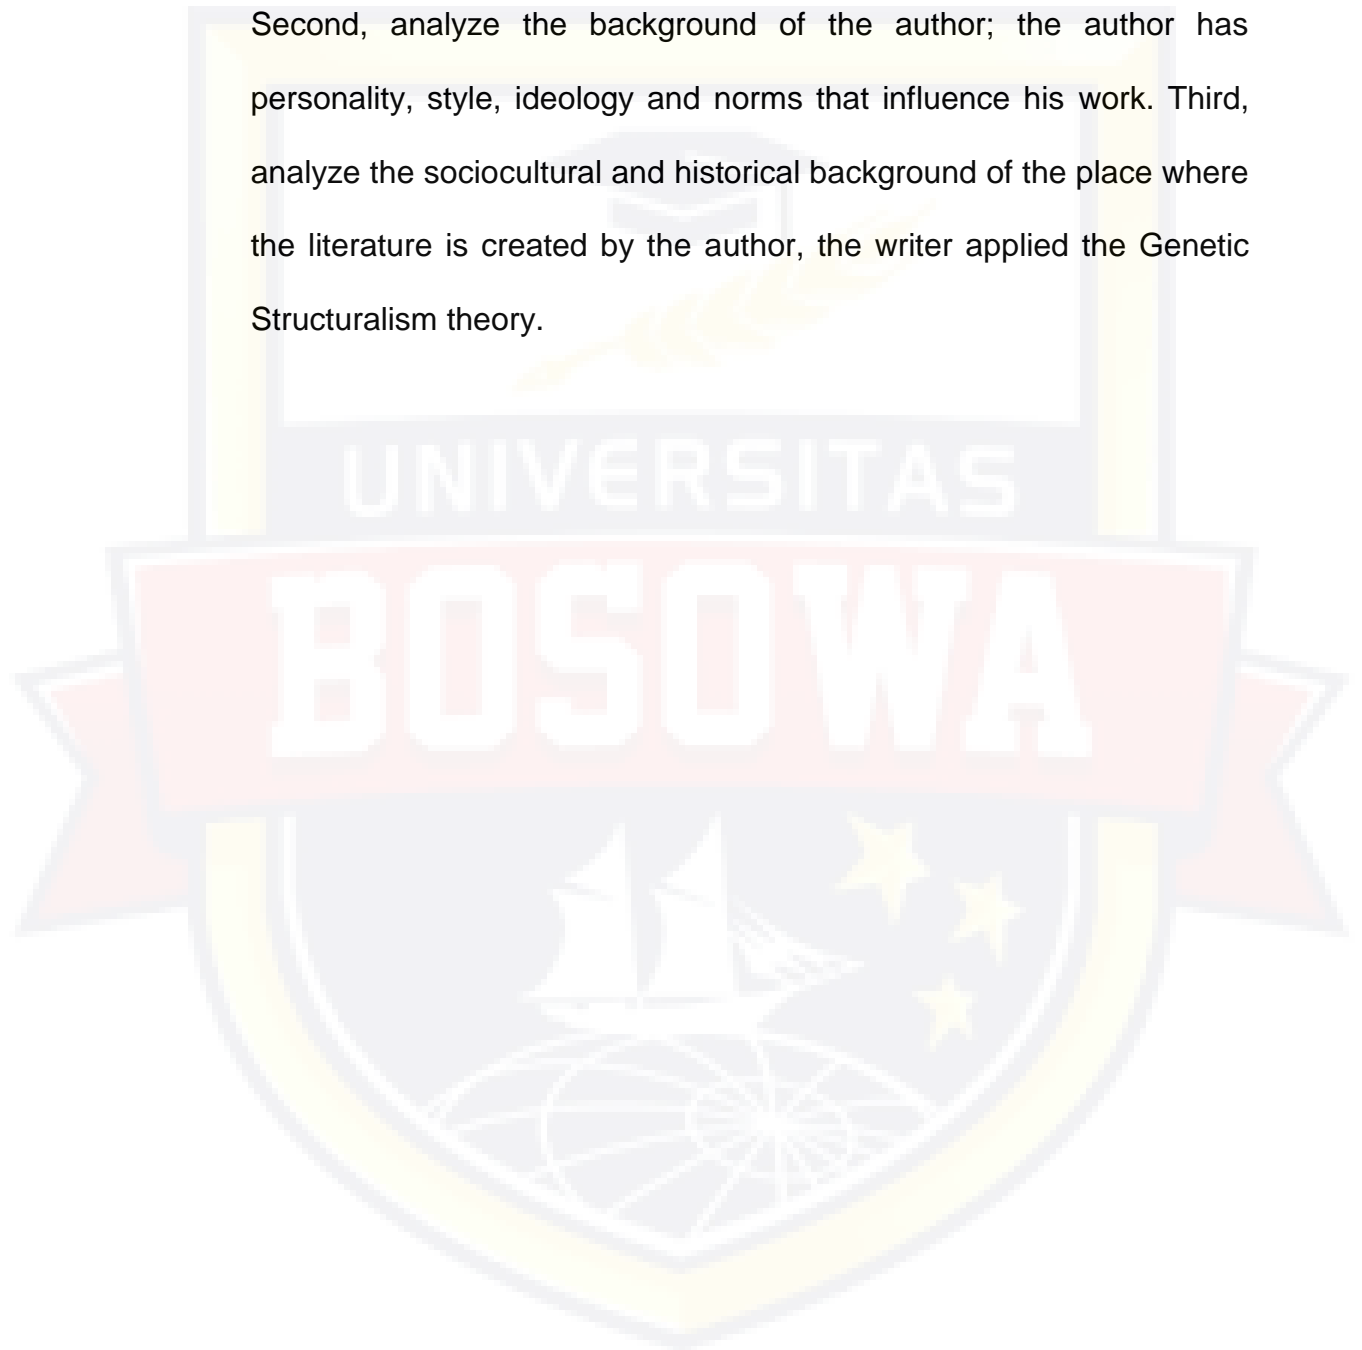 Second, analyze the background of the author; the author has
personality, style, ideology and norms that influence his work. Third,
analyze the sociocultural and historical background of the place where
the literature is created by the author, the writer applied the Genetic
Structuralism theory.
UNIVERSITAS
BOSOWA